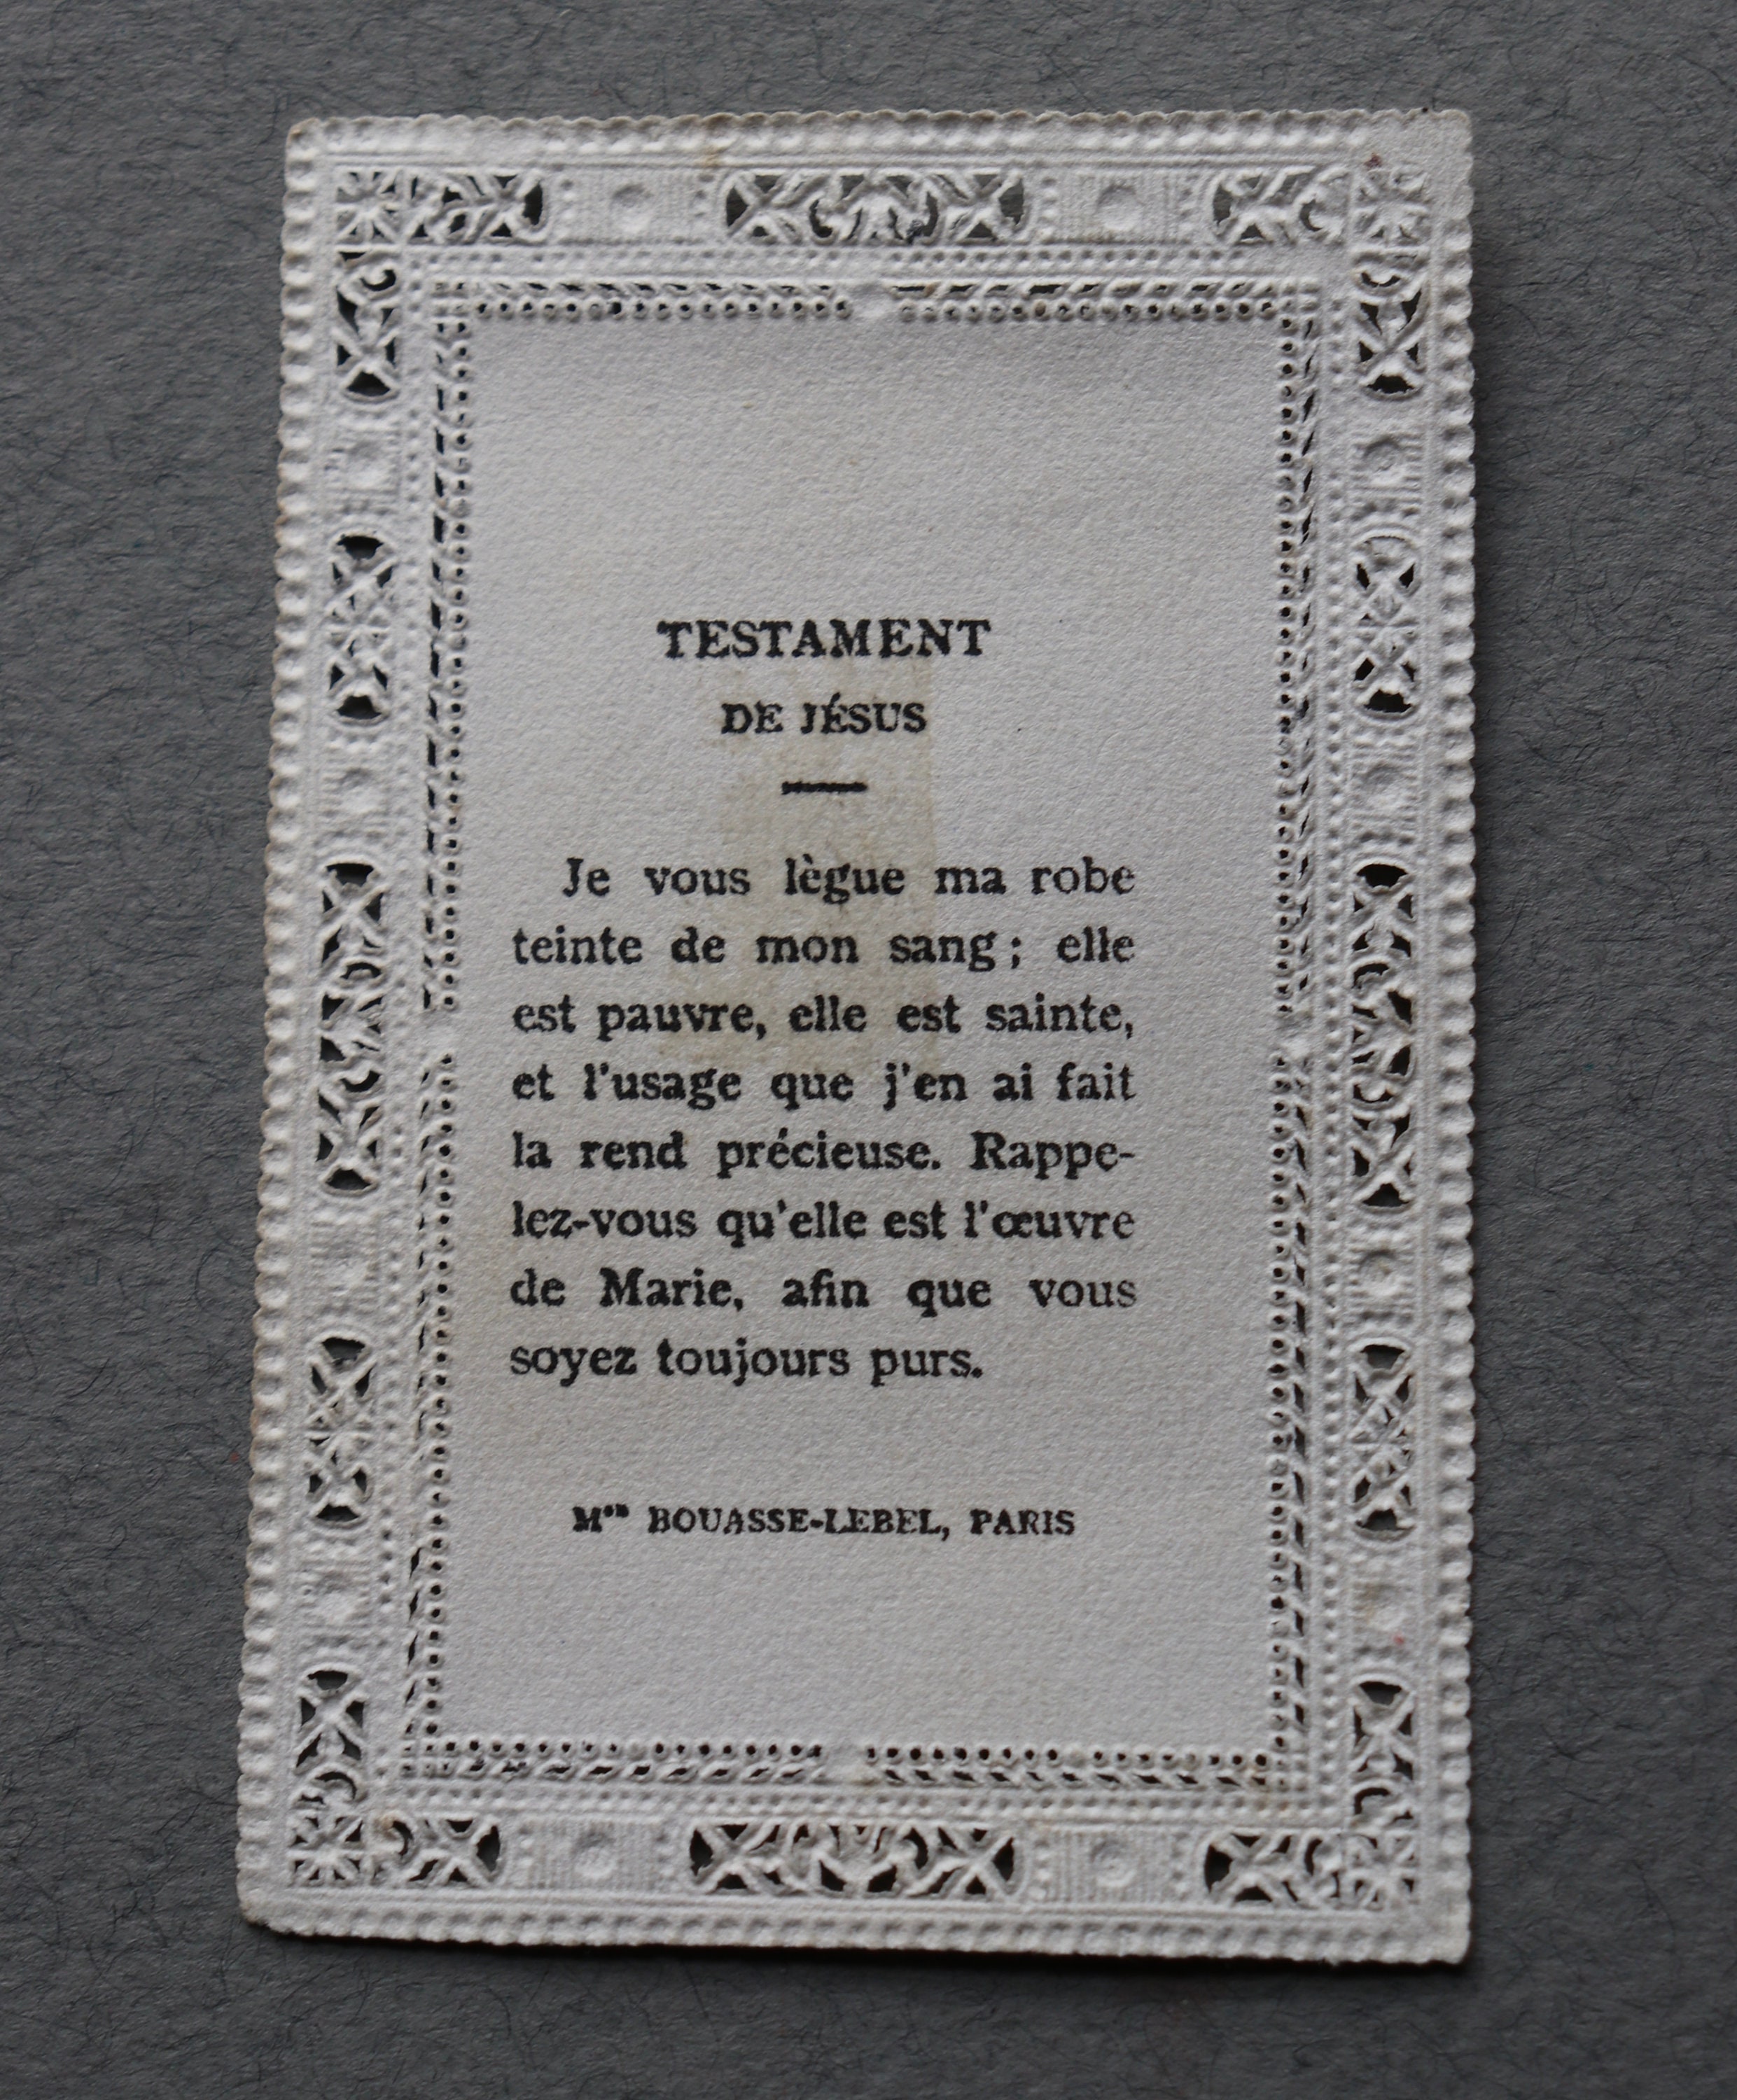 TESTAMENT
DE JÉSUS
Je vous lègue ma robe
teinte de mon sang; elle
est pauvre, elle est sainte,
et l'usage que j'en ai fait
la rend précieuse. Rappe-
lez-vous qu'elle est l'œuvre
de Marie, afin que vous
soyez toujours purs.
Mon BOUASSE-LEBEL, PARIS